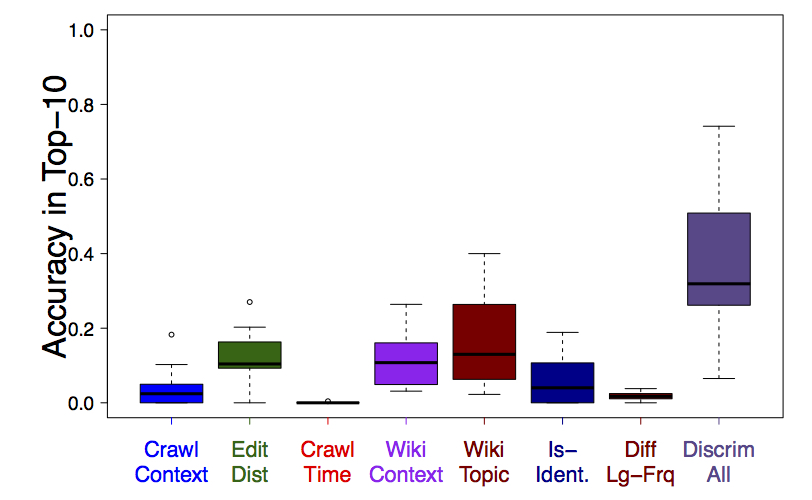 Accuracy in Top-10
1.0
0.8
0.6
0.4
0.2
0.0
Crawl Edit Crawl Wiki Wiki Is- Diff Discrim
Context Dist Time Context Topic Ident. Lg-Frq All